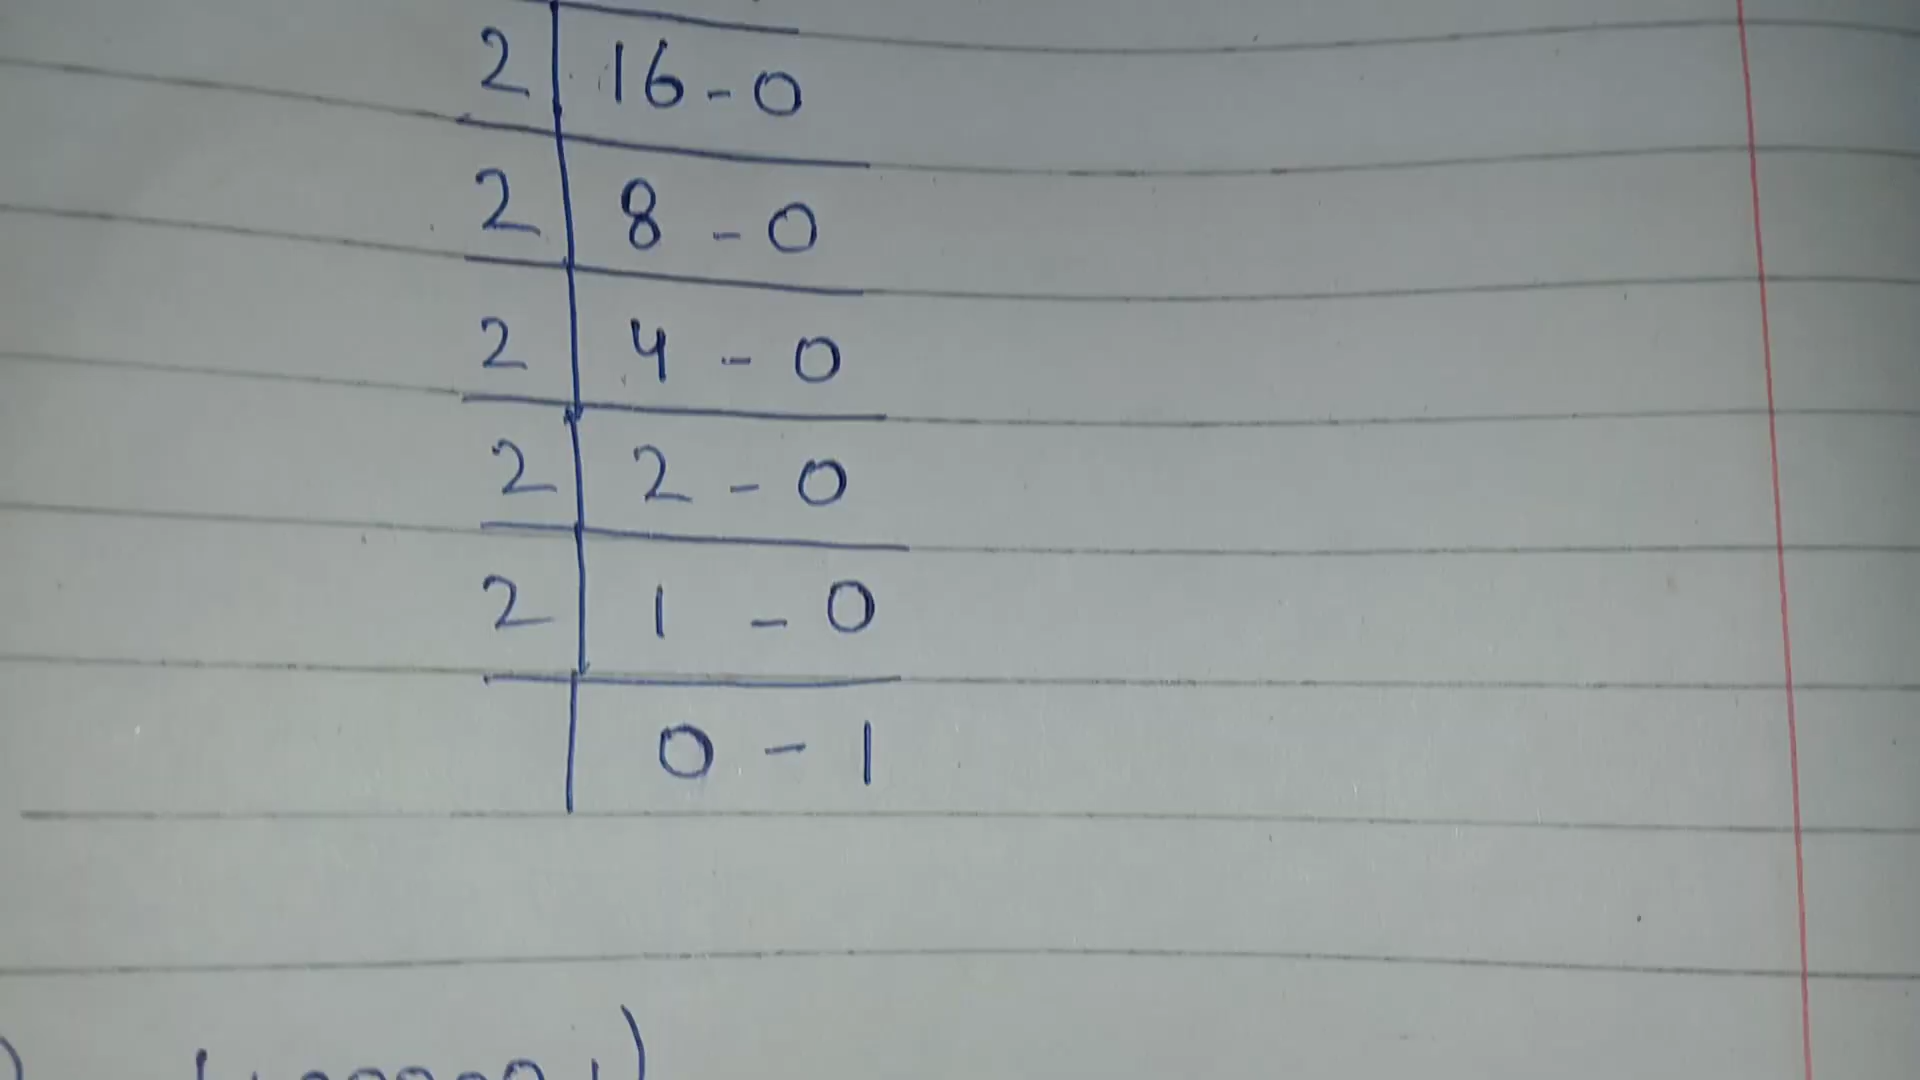 2 16 - 0
2 8 - 0
2 4 - 0
2 2 - 0
2 1 - 0
0 - 1